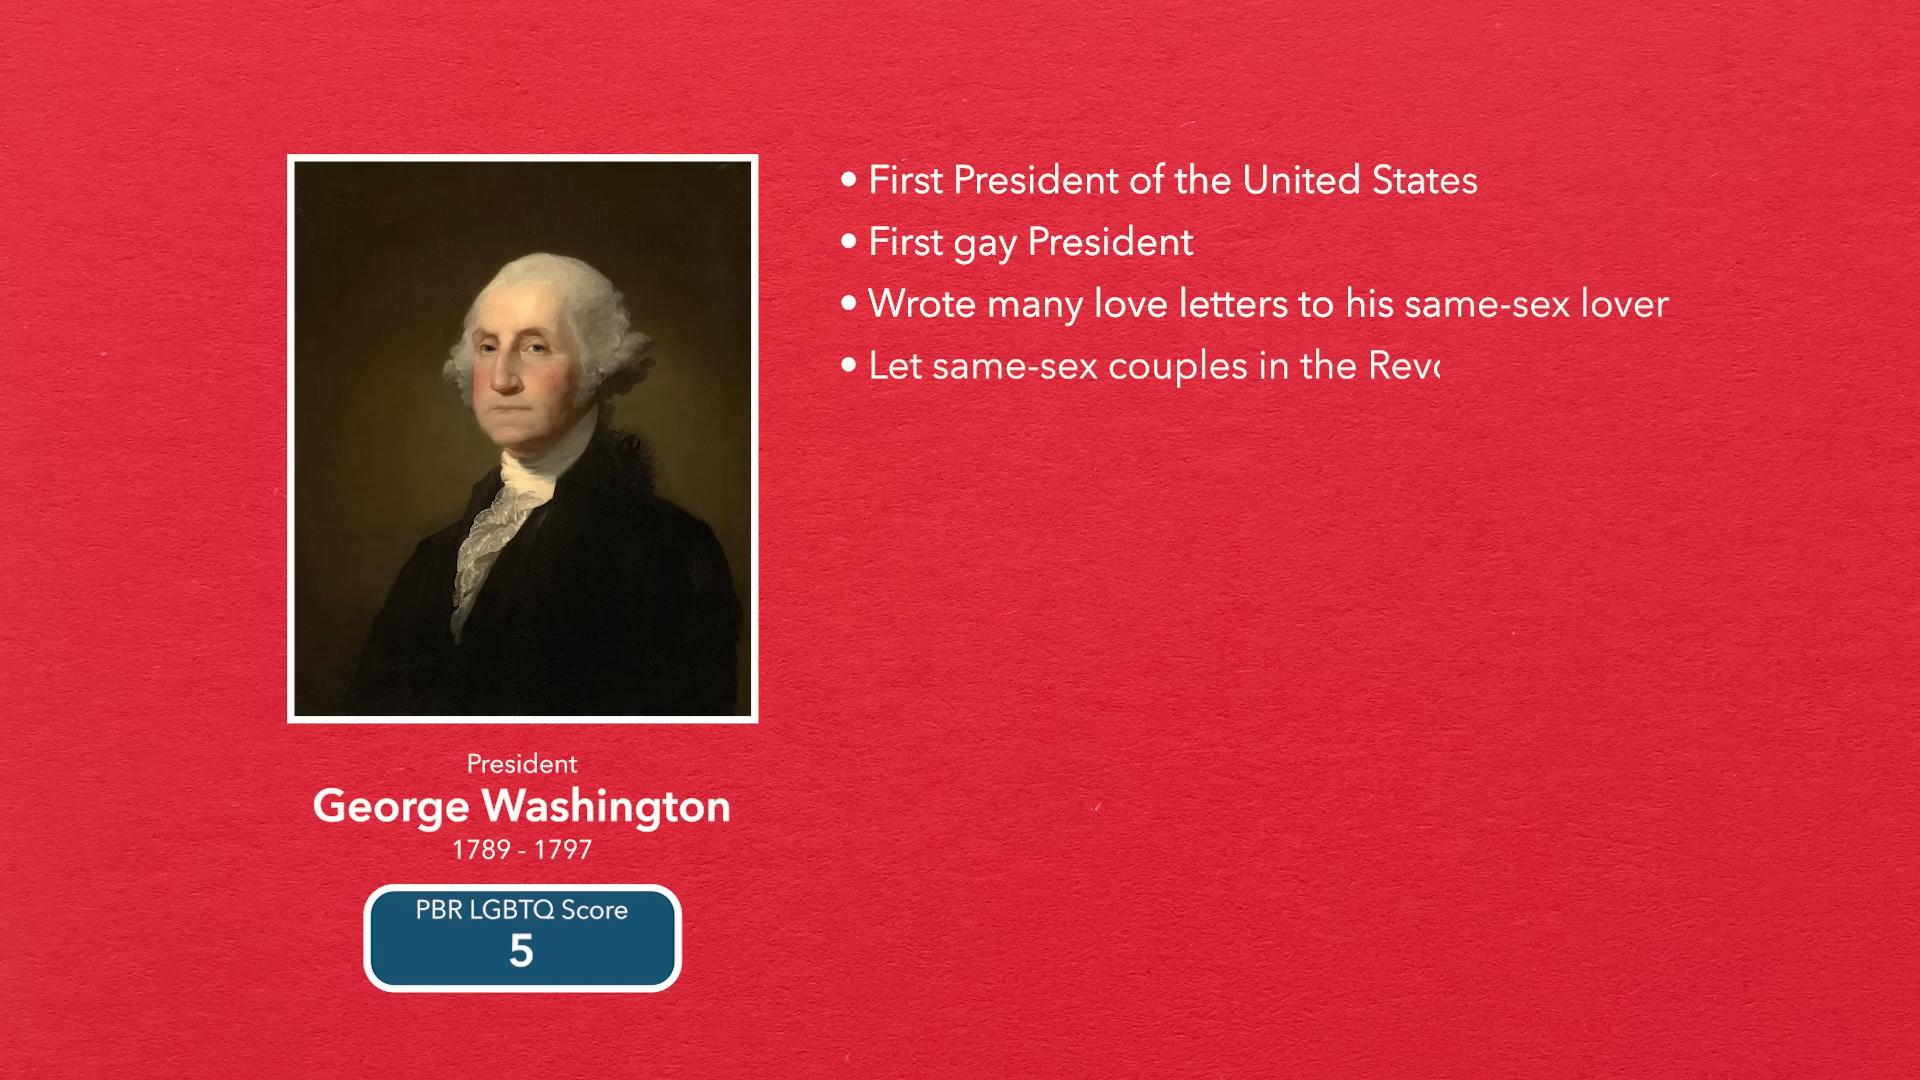 • First President of the United States
• First gay President
• Wrote many love letters to his same-sex lover
• Let same-sex couples in the
President
George Washington
1789 - 1797
PBR LGBTQ Score
5